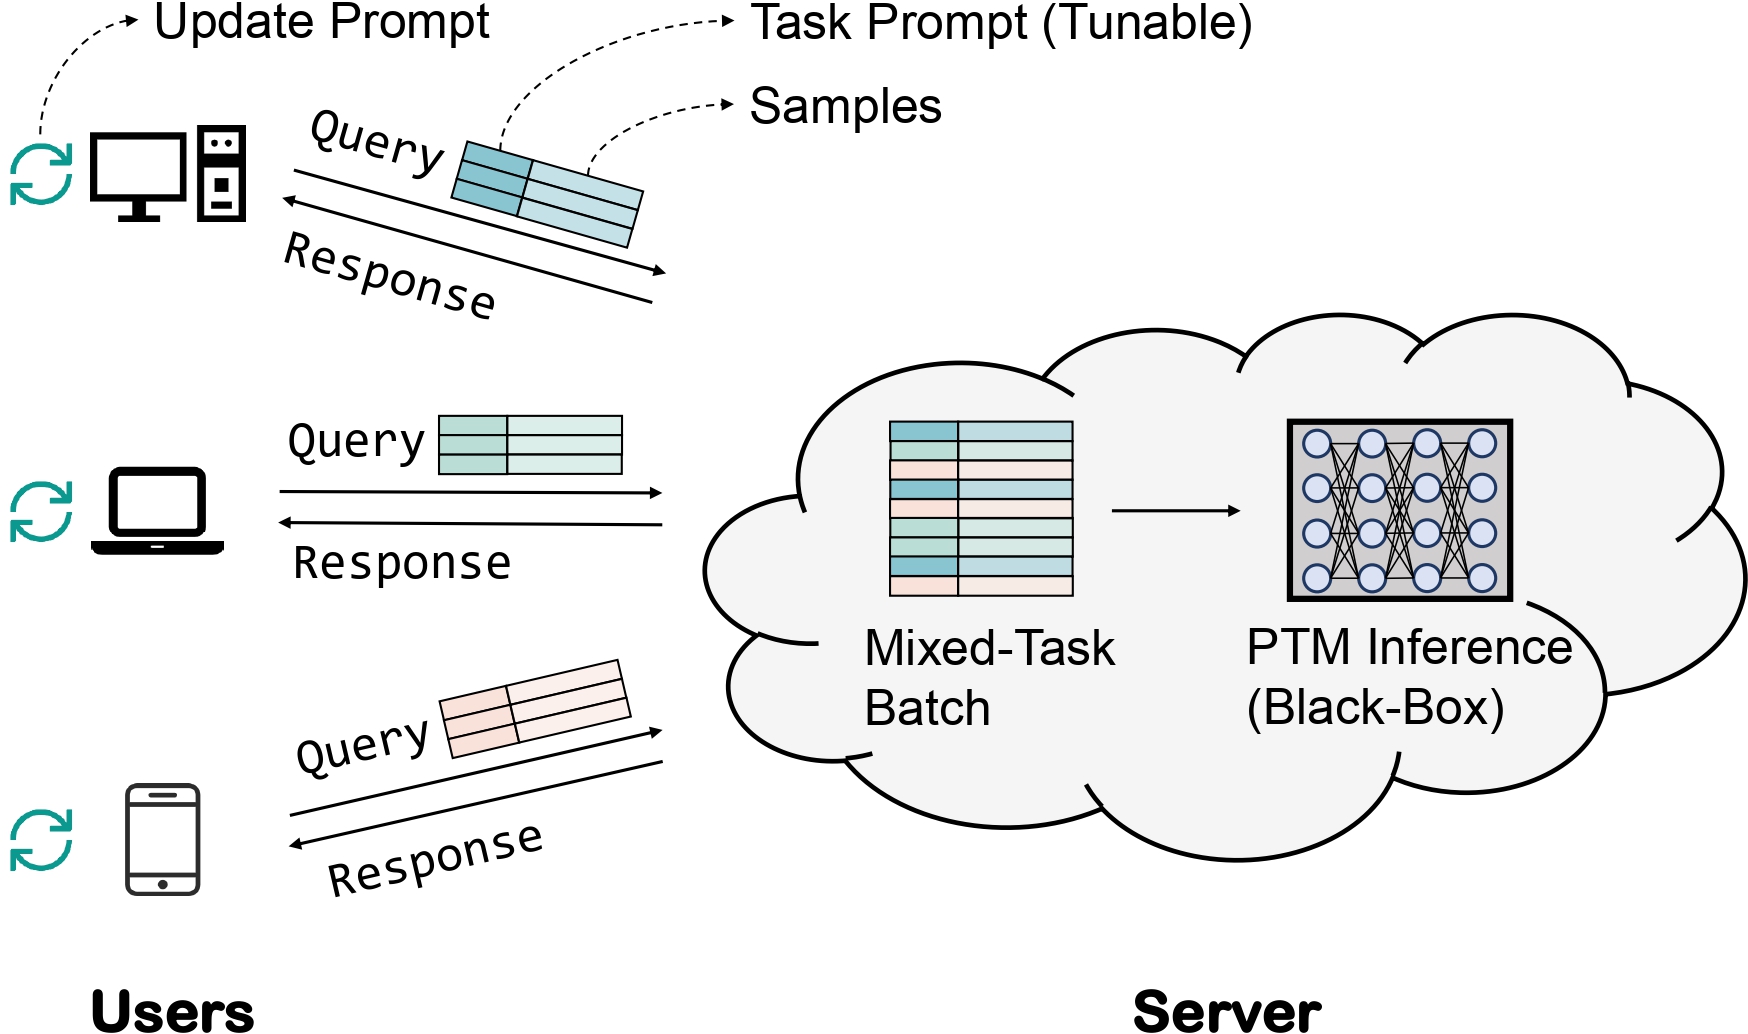 Update Prompt
Task Prompt (Tunable)
Samples
Query
Response
Query
Response
Query
Response
Mixed-Task
Batch
PTM Inference
(Black-Box)
Users
Server